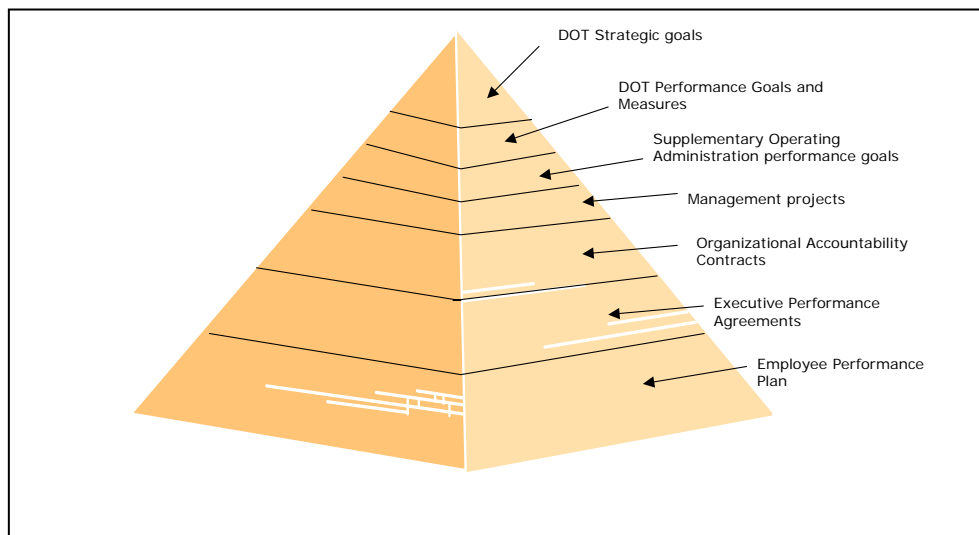 DOT Strategic goals
DOT Performance Goals and
Measures
Supplementary Operating
Administration performance goals
Management projects
Organizational Accountability
Contracts
Executive Performance
Agreements
Employee Performance
Plan